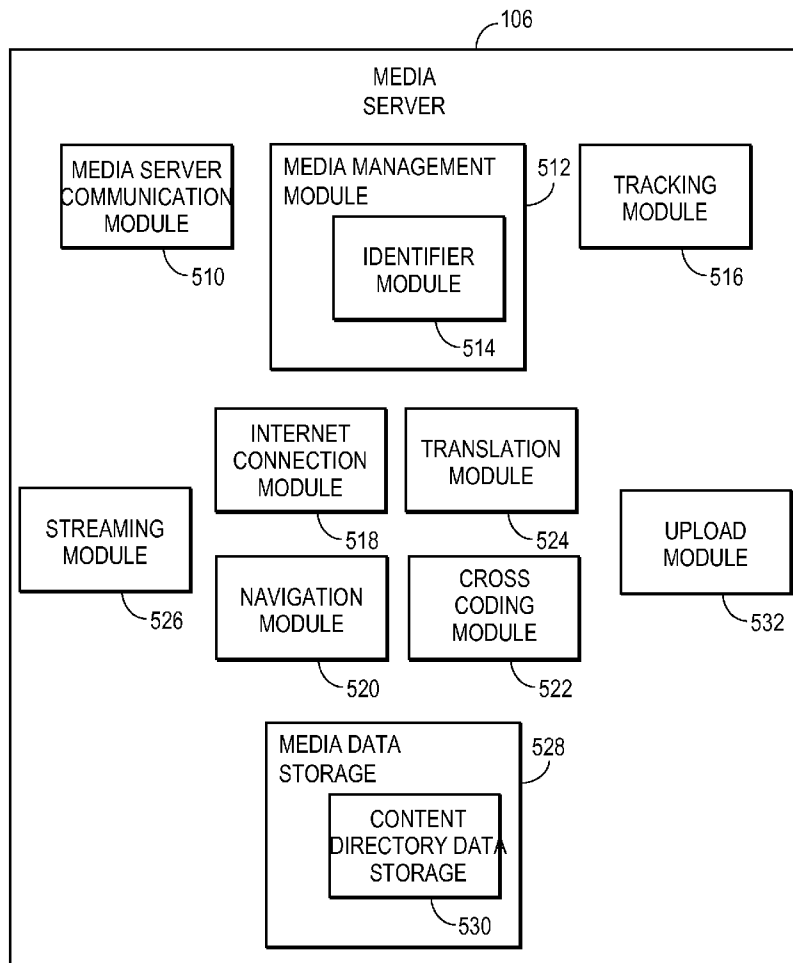 106
MEDIA
SERVER
MEDIA SERVER
COMMUNICATION
MODULE
510
MEDIA MANAGEMENT
MODULE
512
IDENTIFIER
MODULE
514
TRACKING
MODULE
516
INTERNET
CONNECTION
MODULE
518
TRANSLATION
MODULE
524
STREAMING
MODULE
526
UPLOAD
MODULE
532
NAVIGATION
MODULE
520
CROSS
CODING
MODULE
522
MEDIA DATA
STORAGE
528
CONTENT
DIRECTORY DATA
STORAGE
530